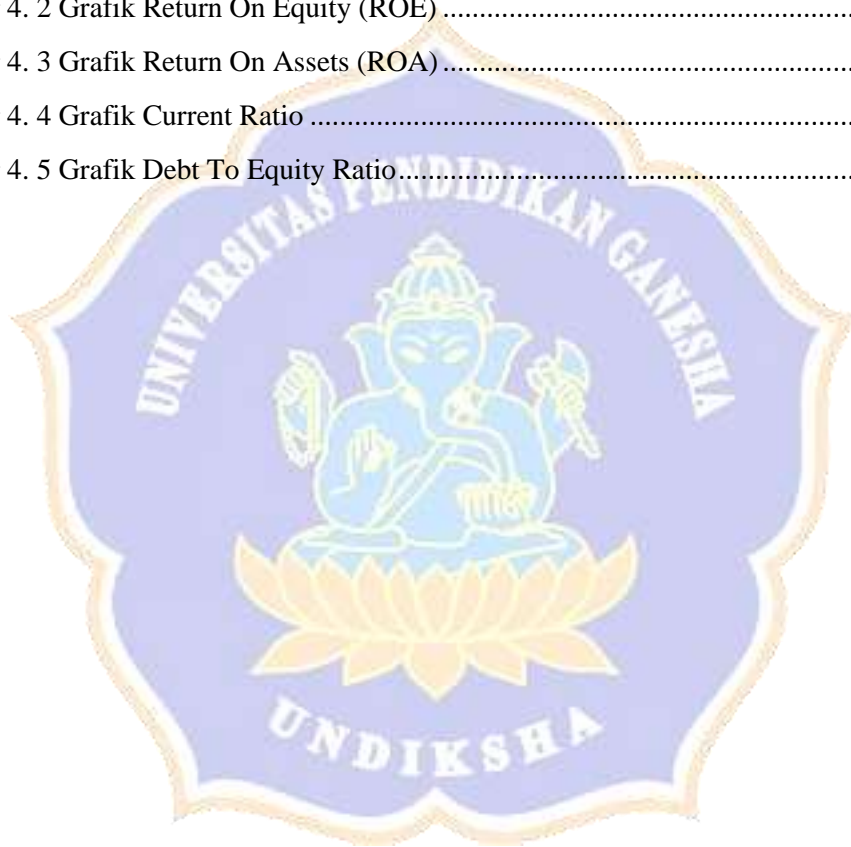 4. 2 Grafik Return On Equity (ROE) ..........................................................
4. 3 Grafik Return On Assets (ROA) ..........................................................
4. 4 Grafik Current Ratio ...........................................................................
4. 5 Grafik Debt To Equity Ratio ................................................................
UNIVERSITAS PENDIDIKAN GANESHA
UNDIKSHA